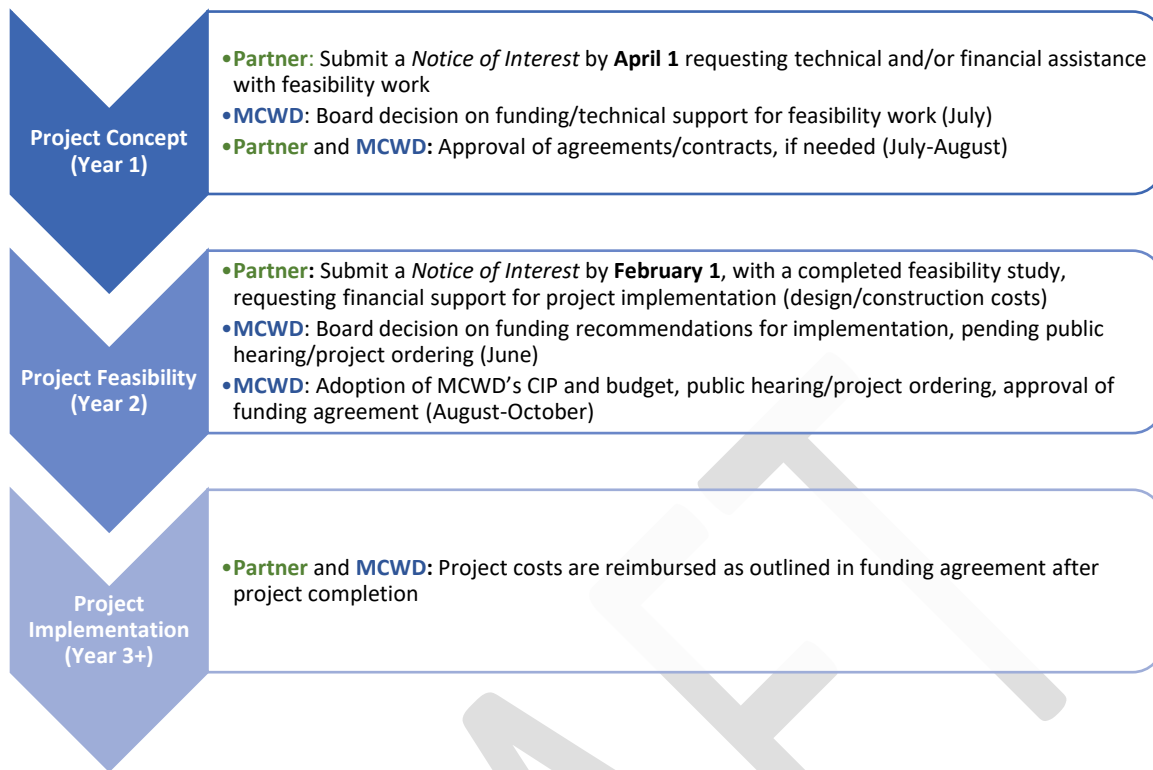 Project Concept
(Year 1)
•Partner: Submit a Notice of Interest by April 1 requesting technical and/or financial assistance
with feasibility work
•MCWD: Board decision on funding/technical support for feasibility work (July)
•Partner and MCWD: Approval of agreements/contracts, if needed (July-August)
Project Feasibility
(Year 2)
•Partner: Submit a Notice of Interest by February 1, with a completed feasibility study,
requesting financial support for project implementation (design/construction costs)
•MCWD: Board decision on funding recommendations for implementation, pending public
hearing/project ordering (June)
•MCWD: Adoption of MCWD's CIP and budget, public hearing/project ordering, approval of
funding agreement (August-October)
Project
Implementation
(Year 3+)
•Partner and MCWD: Project costs are reimbursed as outlined in funding agreement after
project completion